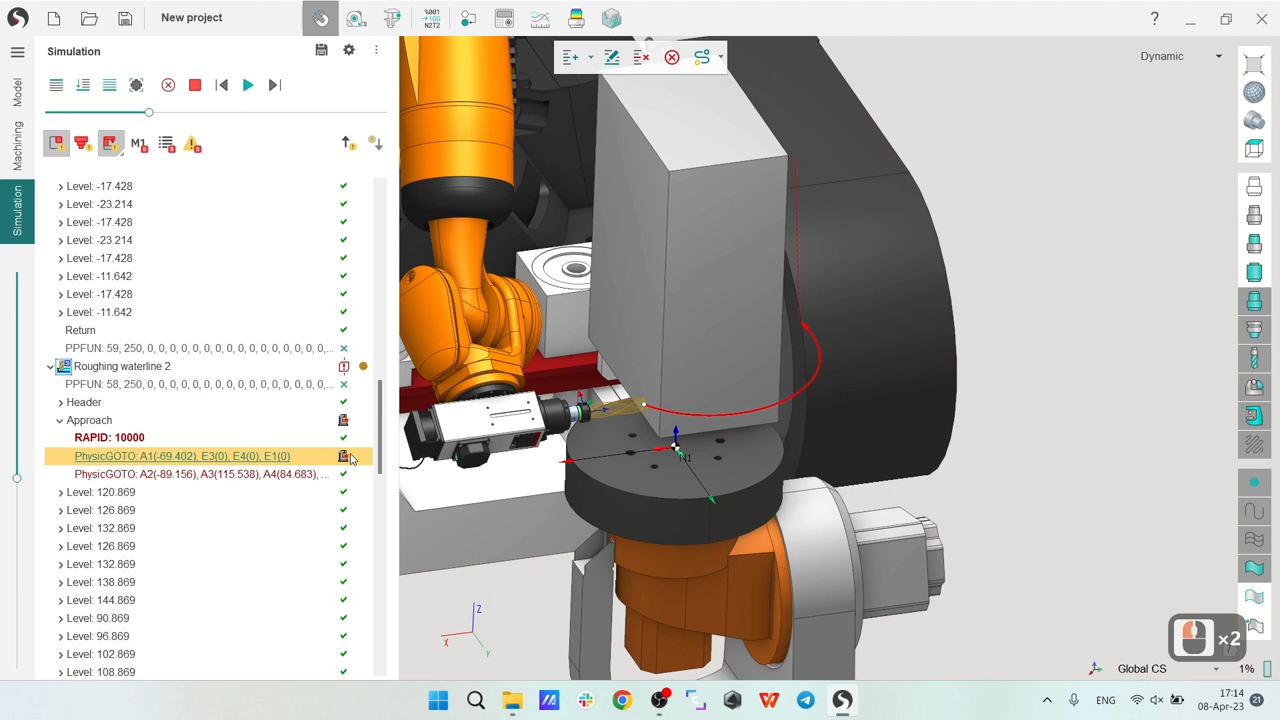 New project
%001
+100
N2T2
Simulation
M1
Level: -17.428
Level: -23.214
Level: -17.428
Level: -23.214
Level: -17.428
Level: -11.642
Level: -17.428
Level: -11.642
Return
PPFUN: 59, 250, 0, 0, 0, 0, 0, 0, 0, 0, 0, 0, 0, 0, 0, 0, 0,...
Roughing waterline 2
PPFUN: 58, 250, 0, 0, 0, 0, 0, 0, 0, 0, 0, 0, 0, 0, 0, 0, 0,...
Header
Approach
RAPID: 10000
PhysicGOTO: A1(-69.402), E3(0), E4(0), E1(0)
PhysicGOTO: A2(-89.156), A3(115.538), A4(84.683), ...
Level: 120.869
Level: 126.869
Level: 132.869
Level: 126.869
Level: 132.869
Level: 138.869
Level: 144.869
Level: 90.869
Level: 96.869
Level: 102.869
Level: 108.869
Model
Machining
Simulation
Dynamic
Z
X
Y
×2
Global CS
1%
ENG
17:14
08-Apr-23
21